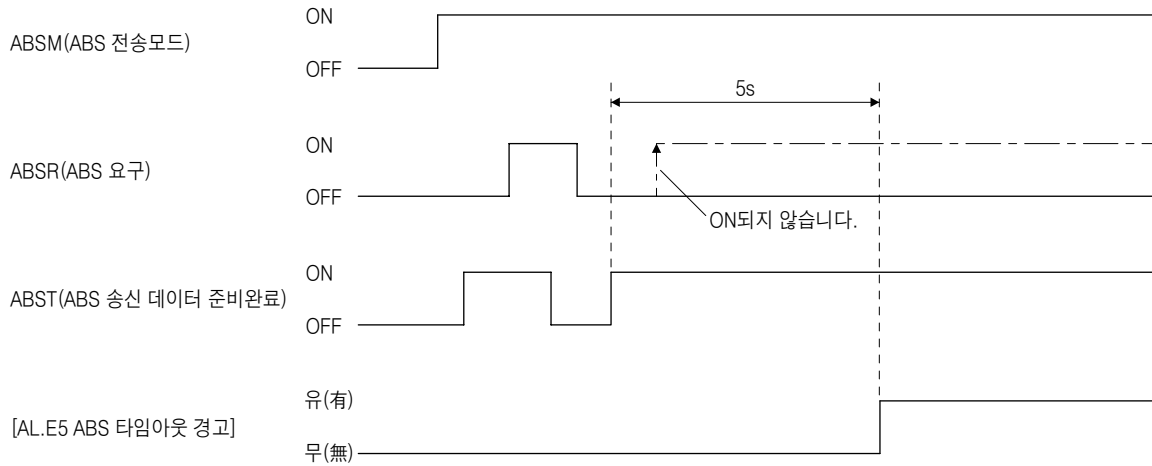 ON
ABSM(ABS 전송모드)
OFF
5s
ON
ABSR(ABS 요구)
OFF
ON되지 않습니다.
ON
ABST(ABS 송신 데이터 준비완료)
OFF
유(有)
[AL.E5 ABS 타임아웃 경고]
무(無)